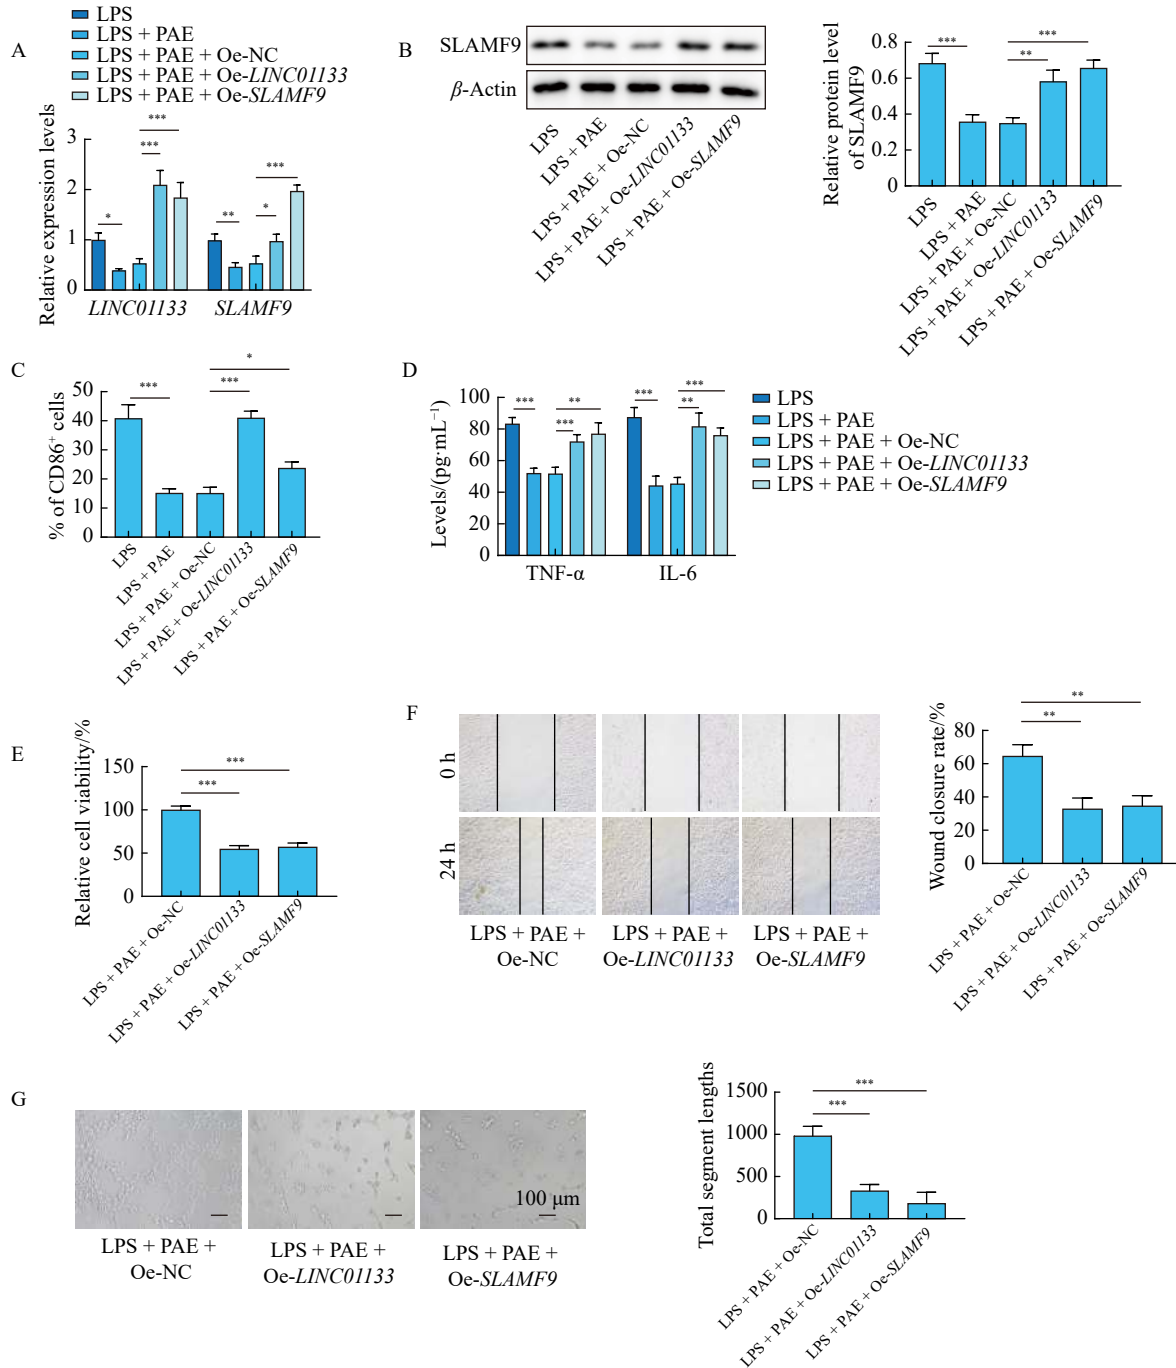 A
LPS
LPS + PAE
LPS + PAE + Oe-NC
LPS + PAE + Oe-LINC01133
LPS + PAE + Oe-SLAMF9
Relative expression levels
3
2
1
0
*
***
***
**
*
***
LINC01133
SLAMF9
B
SLAMF9
β-Actin
LPS
LPS + PAE
LPS + PAE + Oe-NC
LPS + PAE + Oe-LINC01133
LPS + PAE + Oe-SLAMF9
Relative protein level
of SLAMF9
0.8
0.6
0.4
0.2
0
***
***
**
LPS
LPS + PAE
LPS + PAE + Oe-NC
LPS + PAE + Oe-LINC01133
LPS + PAE + Oe-SLAMF9
C
% of CD86⁺ cells
50
40
30
20
10
0
***
*
***
LPS
LPS + PAE
LPS + PAE + Oe-NC
LPS + PAE + Oe-LINC01133
LPS + PAE + Oe-SLAMF9
D
Levels/(pg·mL⁻¹)
100
80
60
40
20
0
***
**
***
***
***
**
TNF-α
IL-6
LPS
LPS + PAE
LPS + PAE + Oe-NC
LPS + PAE + Oe-LINC01133
LPS + PAE + Oe-SLAMF9
E
Relative cell viability/%
150
100
50
0
***
***
LPS + PAE + Oe-NC
LPS + PAE + Oe-LINC01133
LPS + PAE + Oe-SLAMF9
F
0 h
24 h
LPS + PAE +
Oe-NC
LPS + PAE +
Oe-LINC01133
LPS + PAE +
Oe-SLAMF9
Wound closure rate/%
80
60
40
20
0
**
**
LPS + PAE + Oe-NC
LPS + PAE + Oe-LINC01133
LPS + PAE + Oe-SLAMF9
G
100 μm
LPS + PAE +
Oe-NC
LPS + PAE +
Oe-LINC01133
LPS + PAE +
Oe-SLAMF9
Total segment lengths
1500
1000
500
0
***
***
LPS + PAE + Oe-NC
LPS + PAE + Oe-LINC01133
LPS + PAE + Oe-SLAMF9